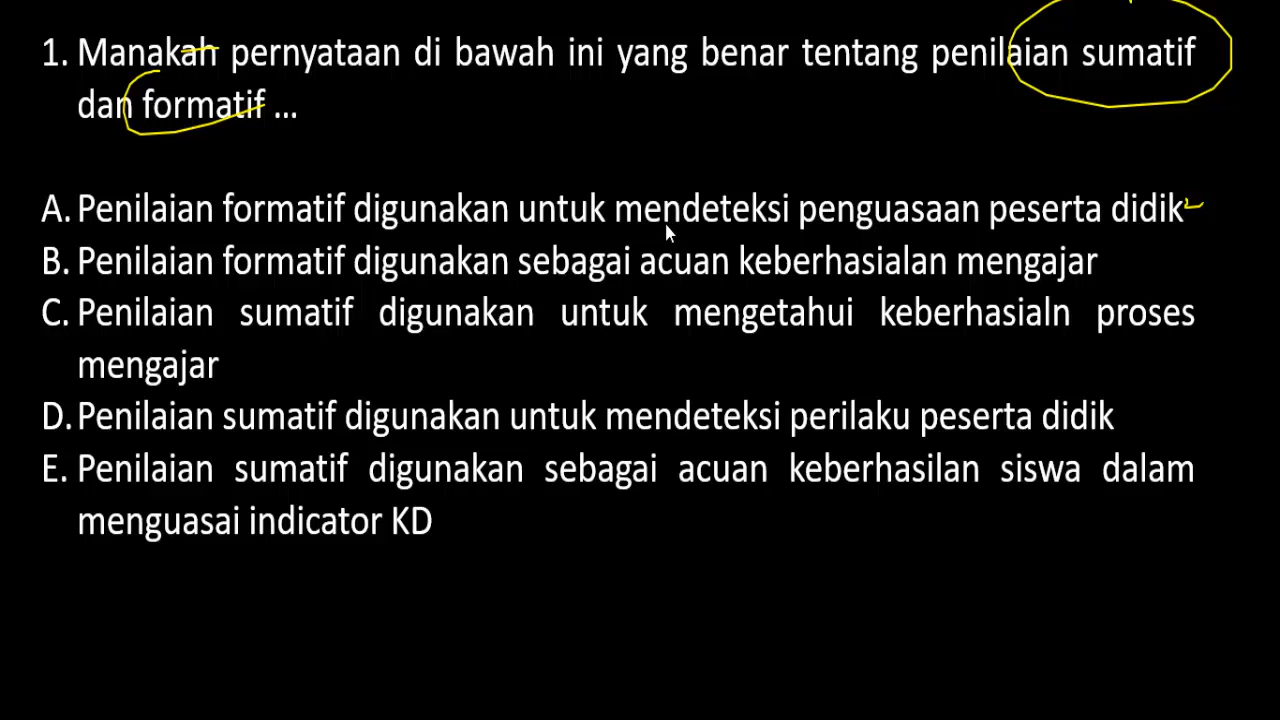 1. Manakah pernyataan di bawah ini yang benar tentang penilaian sumatif
dan formatif ...
A. Penilaian formatif digunakan untuk mendeteksi penguasaan peserta didik
B. Penilaian formatif digunakan sebagai acuan keberhasialan mengajar
C. Penilaian sumatif digunakan untuk mengetahui keberhasialn proses
mengajar
D. Penilaian sumatif digunakan untuk mendeteksi perilaku peserta didik
E. Penilaian sumatif digunakan sebagai acuan keberhasilan siswa dalam
menguasai indicator KD